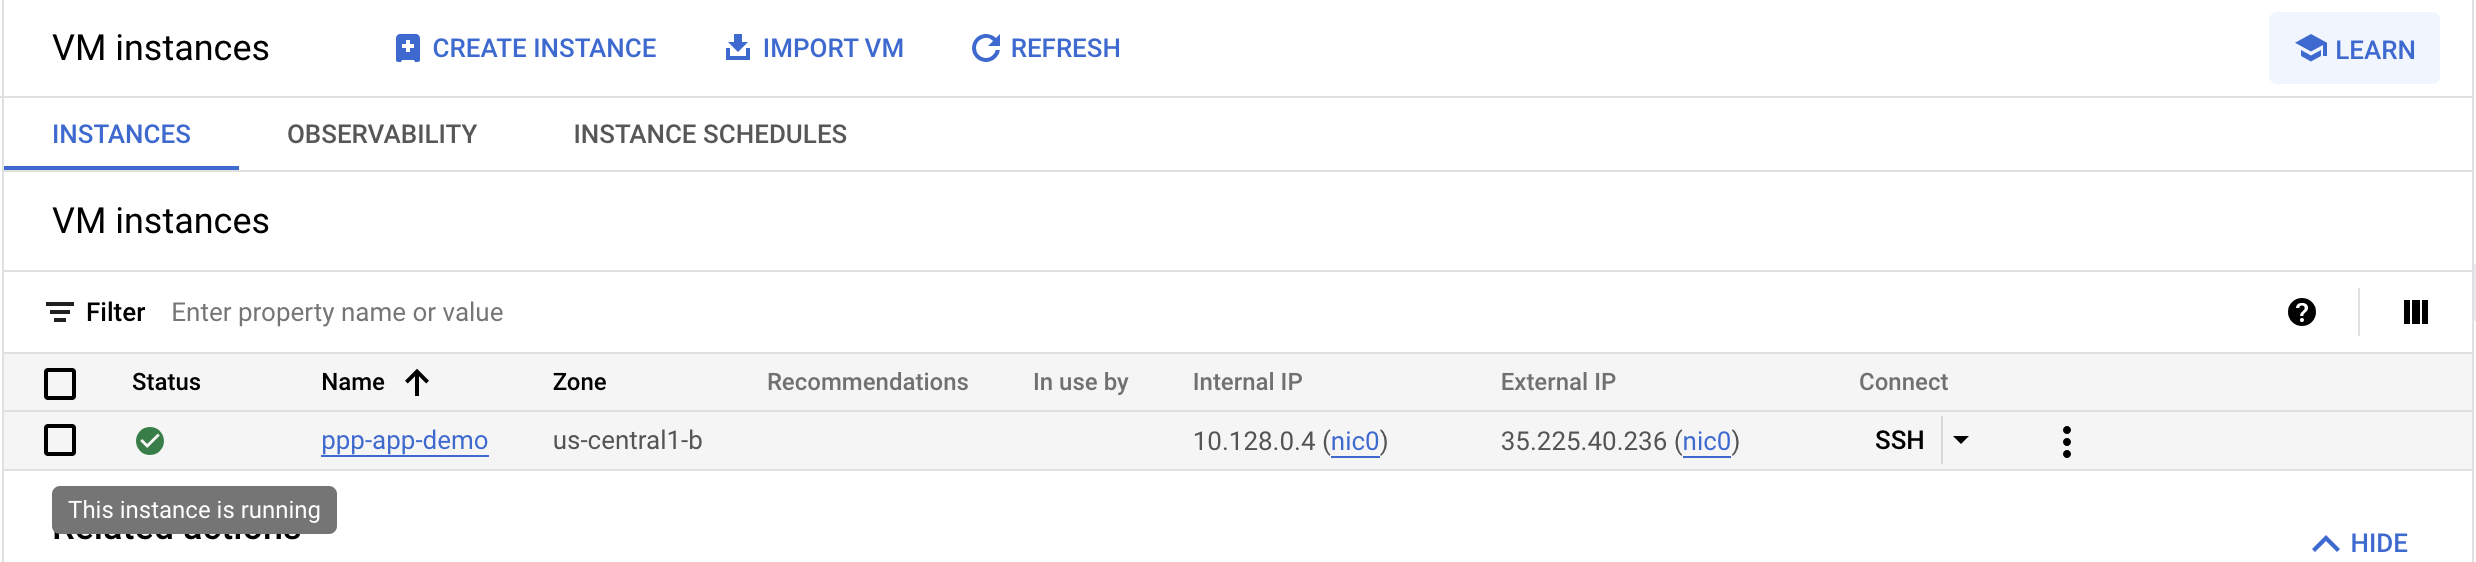 VM instances CREATE INSTANCE IMPORT VM REFRESH LEARN
INSTANCES OBSERVABILITY INSTANCE SCHEDULES
VM instances
Filter Enter property name or value
Status Name Zone Recommendations In use by Internal IP External IP Connect
ppp-app-demo us-central1-b 10.128.0.4 (nic0) 35.225.40.236 (nic0) SSH
This instance is running
Related actions HIDE